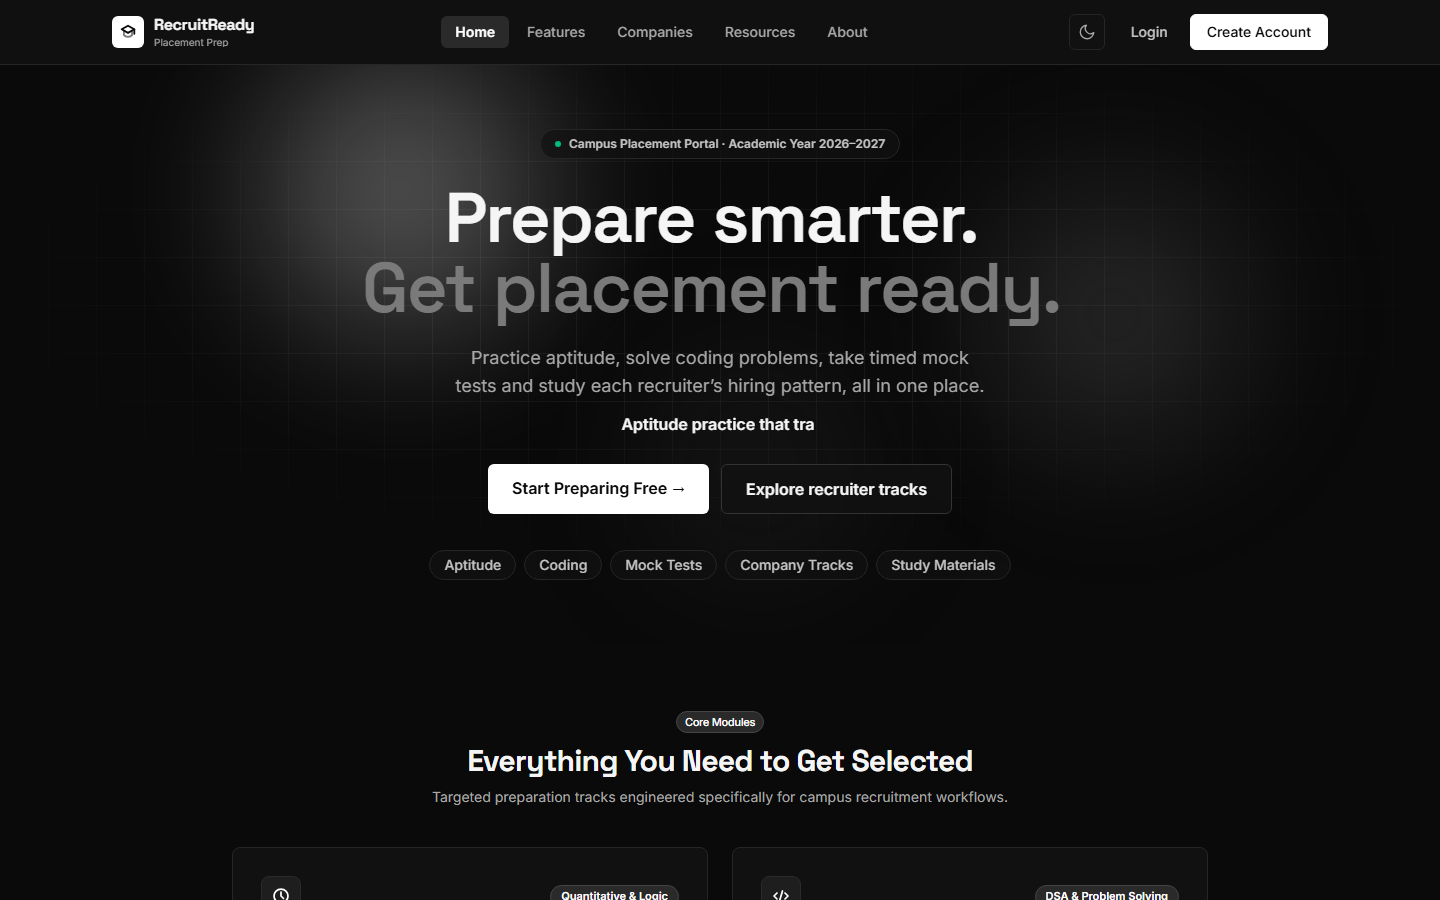 RecruitReady
Placement Prep
Home
Features
Companies
Resources
About
Login
Create Account
Campus Placement Portal · Academic Year 2026–2027
Prepare smarter.
Get placement ready.
Practice aptitude, solve coding problems, take timed mock
tests and study each recruiter’s hiring pattern, all in one place.
Aptitude practice that tra
Start Preparing Free →
Explore recruiter tracks
Aptitude
Coding
Mock Tests
Company Tracks
Study Materials
Core Modules
Everything You Need to Get Selected
Targeted preparation tracks engineered specifically for campus recruitment workflows.
Quantitative & Logic
DSA & Problem Solving